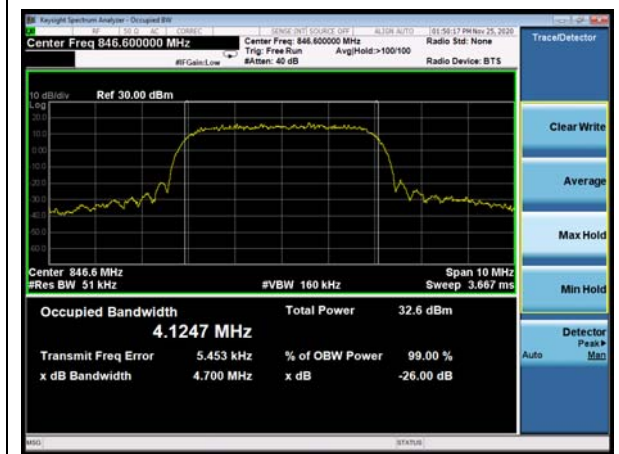 Keysight Spectrum Analyzer - Occupied BW
RF 50 Ω AC CORREC SENSE:INT SOURCE OFF ALIGN AUTO 01:50:17 PM Nov 25, 2020
Center Freq 846.600000 MHz Center Freq: 846.600000 MHz Radio Std: None
Trig: Free Run Avg|Hold:>100/100
#IFGain:Low #Atten: 40 dB Radio Device: BTS
Trace/Detector
10 dB/div Ref 30.00 dBm
Log
20.0
10.0
0.00
10.0
20.0
30.0
40.0
50.0
60.0
Center 846.6 MHz Span 10 MHz
#Res BW 51 kHz #VBW 160 kHz Sweep 3.667 ms
Occupied Bandwidth Total Power 32.6 dBm
4.1247 MHz
Transmit Freq Error 5.453 kHz % of OBW Power 99.00 %
x dB Bandwidth 4.700 MHz x dB -26.00 dB
Clear Write
Average
Max Hold
Min Hold
Detector
Peak▶
Auto Man
MSG STATUS